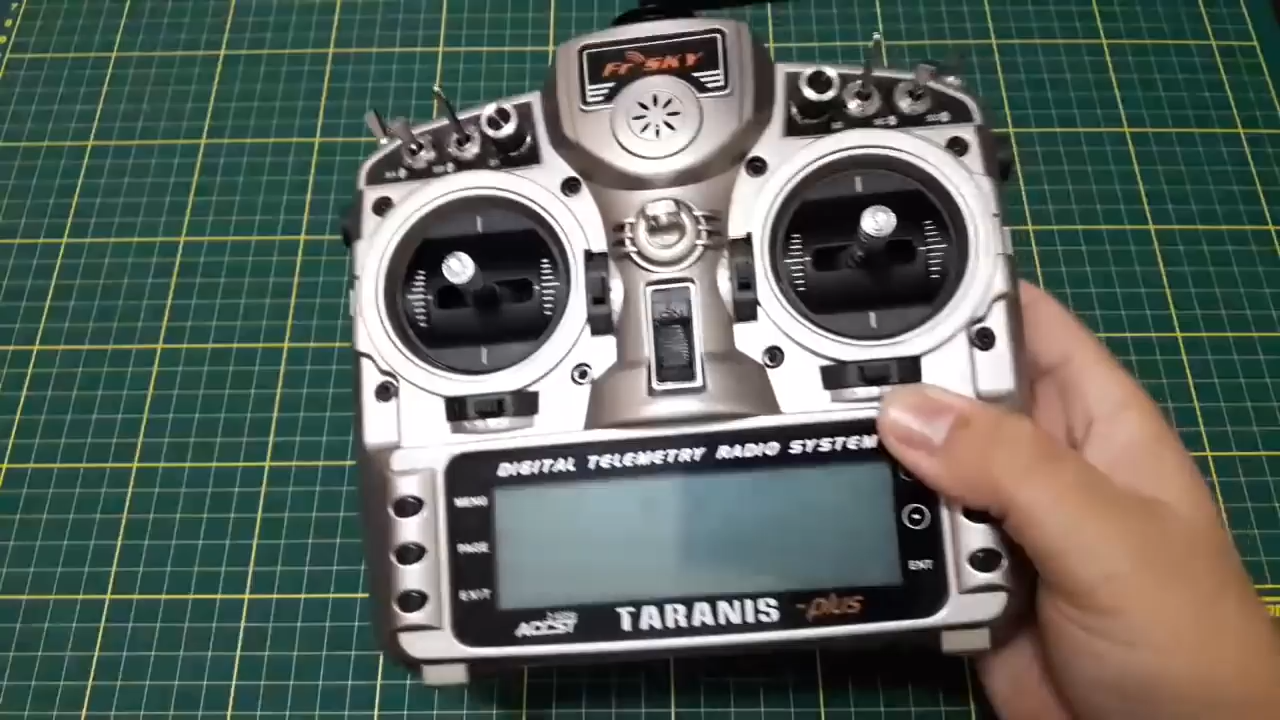 FrSKY
DIGITAL TELEMETRY RADIO SYSTEM
MENU
PAGE
EXIT
ENT
ACCST
TARANIS -plus